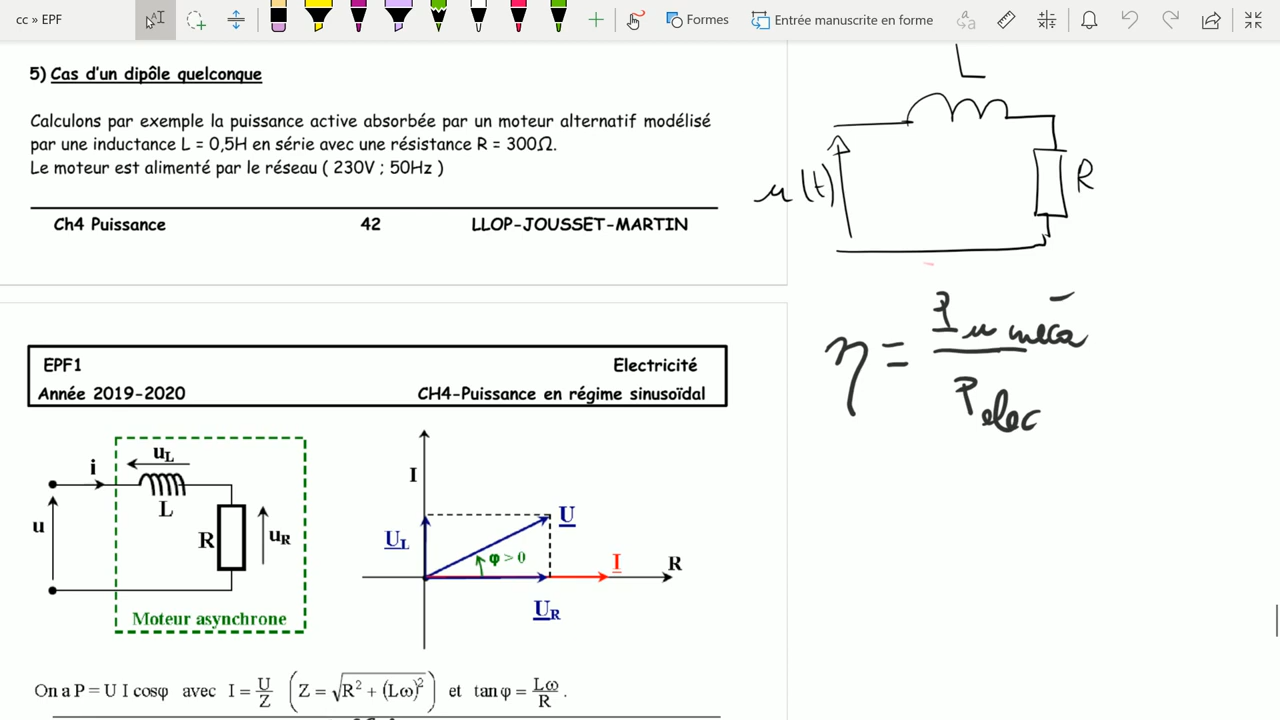 cc » EPF
Formes
Entrée manuscrite en forme
5) Cas d'un dipôle quelconque
Calculons par exemple la puissance active absorbée par un moteur alternatif modélisé
par une inductance L = 0,5H en série avec une résistance R = 300Ω.
Le moteur est alimenté par le réseau ( 230V ; 50Hz )
Ch4 Puissance 42 LLOP-JOUSSET-MARTIN
L
u(t)
R
η = Pu méca / Pelec
EPF1 Electricité
Année 2019-2020 CH4-Puissance en régime sinusoïdal
u
i
uL
L
R
uR
Moteur asynchrone
I
U
UL
φ > 0
I
R
UR
On a P = U I cosφ avec I = U/Z ( Z = √(R² + (Lω)²) ) et tan φ = Lω/R .